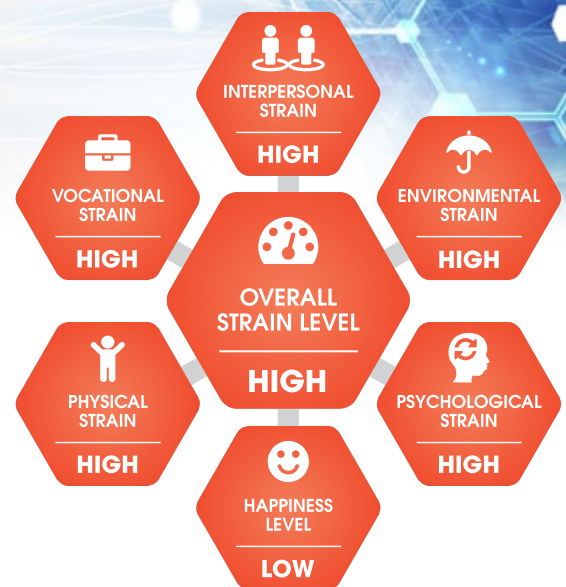 INTERPERSONAL
STRAIN
HIGH
VOCATIONAL
STRAIN
HIGH
ENVIRONMENTAL
STRAIN
HIGH
OVERALL
STRAIN LEVEL
HIGH
PHYSICAL
STRAIN
HIGH
PSYCHOLOGICAL
STRAIN
HIGH
HAPPINESS
LEVEL
LOW